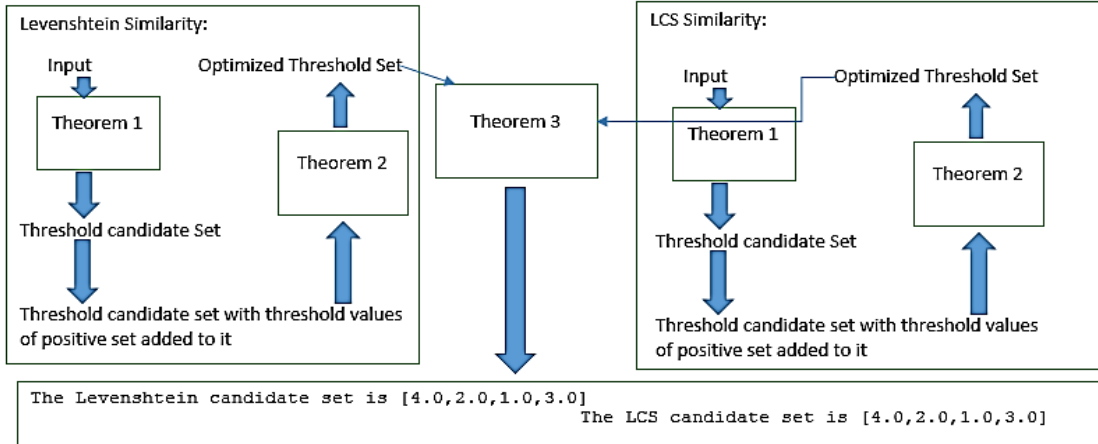 Levenshtein Similarity:
Input
Optimized Threshold Set
Theorem 1
Theorem 2
Threshold candidate Set
Threshold candidate set with threshold values
of positive set added to it
Theorem 3
LCS Similarity:
Input
Optimized Threshold Set
Theorem 1
Theorem 2
Threshold candidate Set
Threshold candidate set with threshold values
of positive set added to it
The Levenshtein candidate set is [4.0,2.0,1.0,3.0]
The LCS candidate set is [4.0,2.0,1.0,3.0]